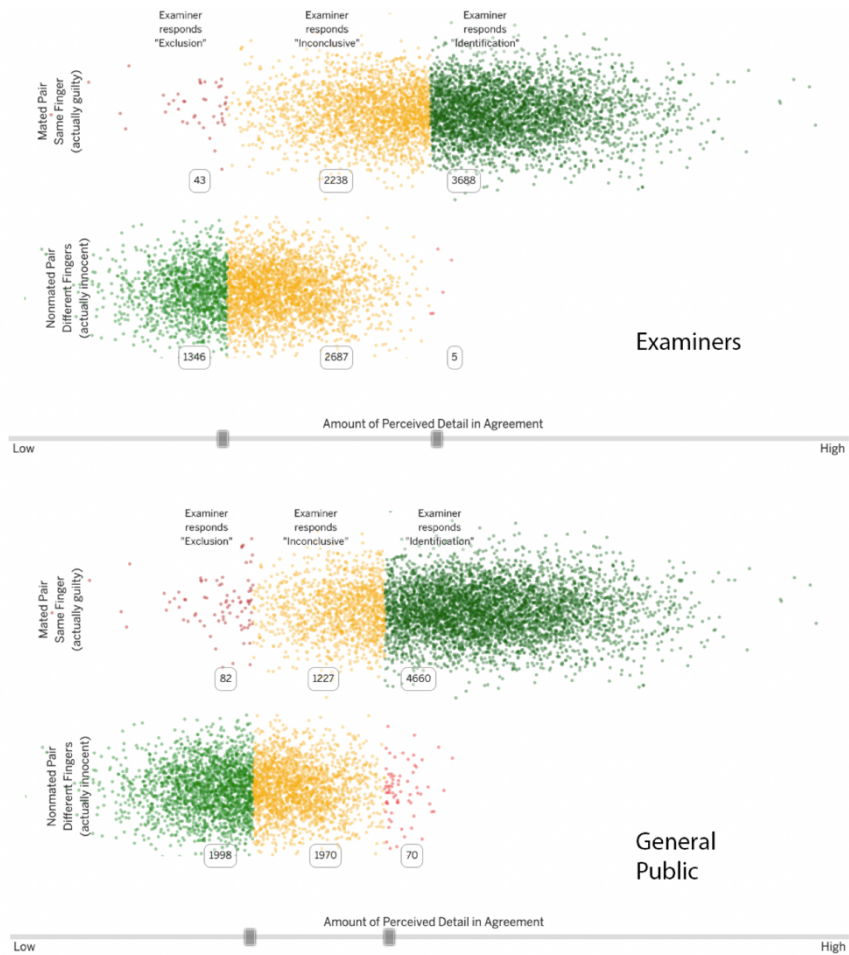 Examiner
responds
"Exclusion"
Examiner
responds
"Inconclusive"
Examiner
responds
"Identification"
Mated Pair
Same Finger
(actually guilty)
43
2238
3688
Nonmated Pair
Different Fingers
(actually innocent)
1346
2687
5
Examiners
Amount of Perceived Detail in Agreement
Low
High
Examiner
responds
"Exclusion"
Examiner
responds
"Inconclusive"
Examiner
responds
"Identification"
Mated Pair
Same Finger
(actually guilty)
82
1227
4660
Nonmated Pair
Different Fingers
(actually innocent)
1998
1970
70
General
Public
Amount of Perceived Detail in Agreement
Low
High